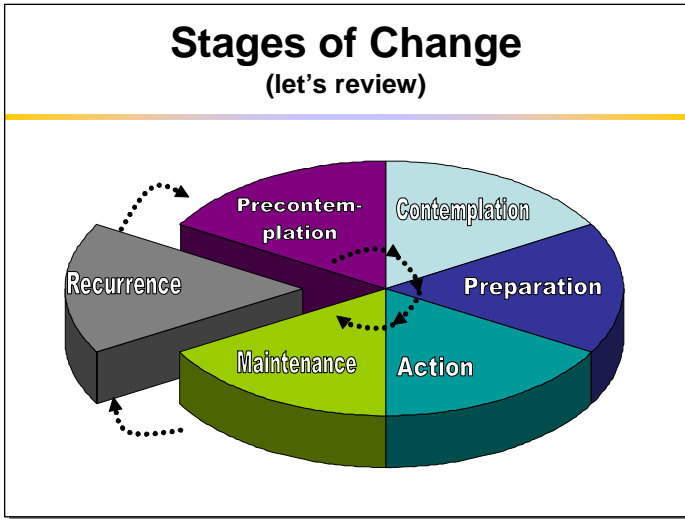 Stages of Change
(let's review)
Precontem-
plation
Contemplation
Recurrence
Preparation
Maintenance
Action